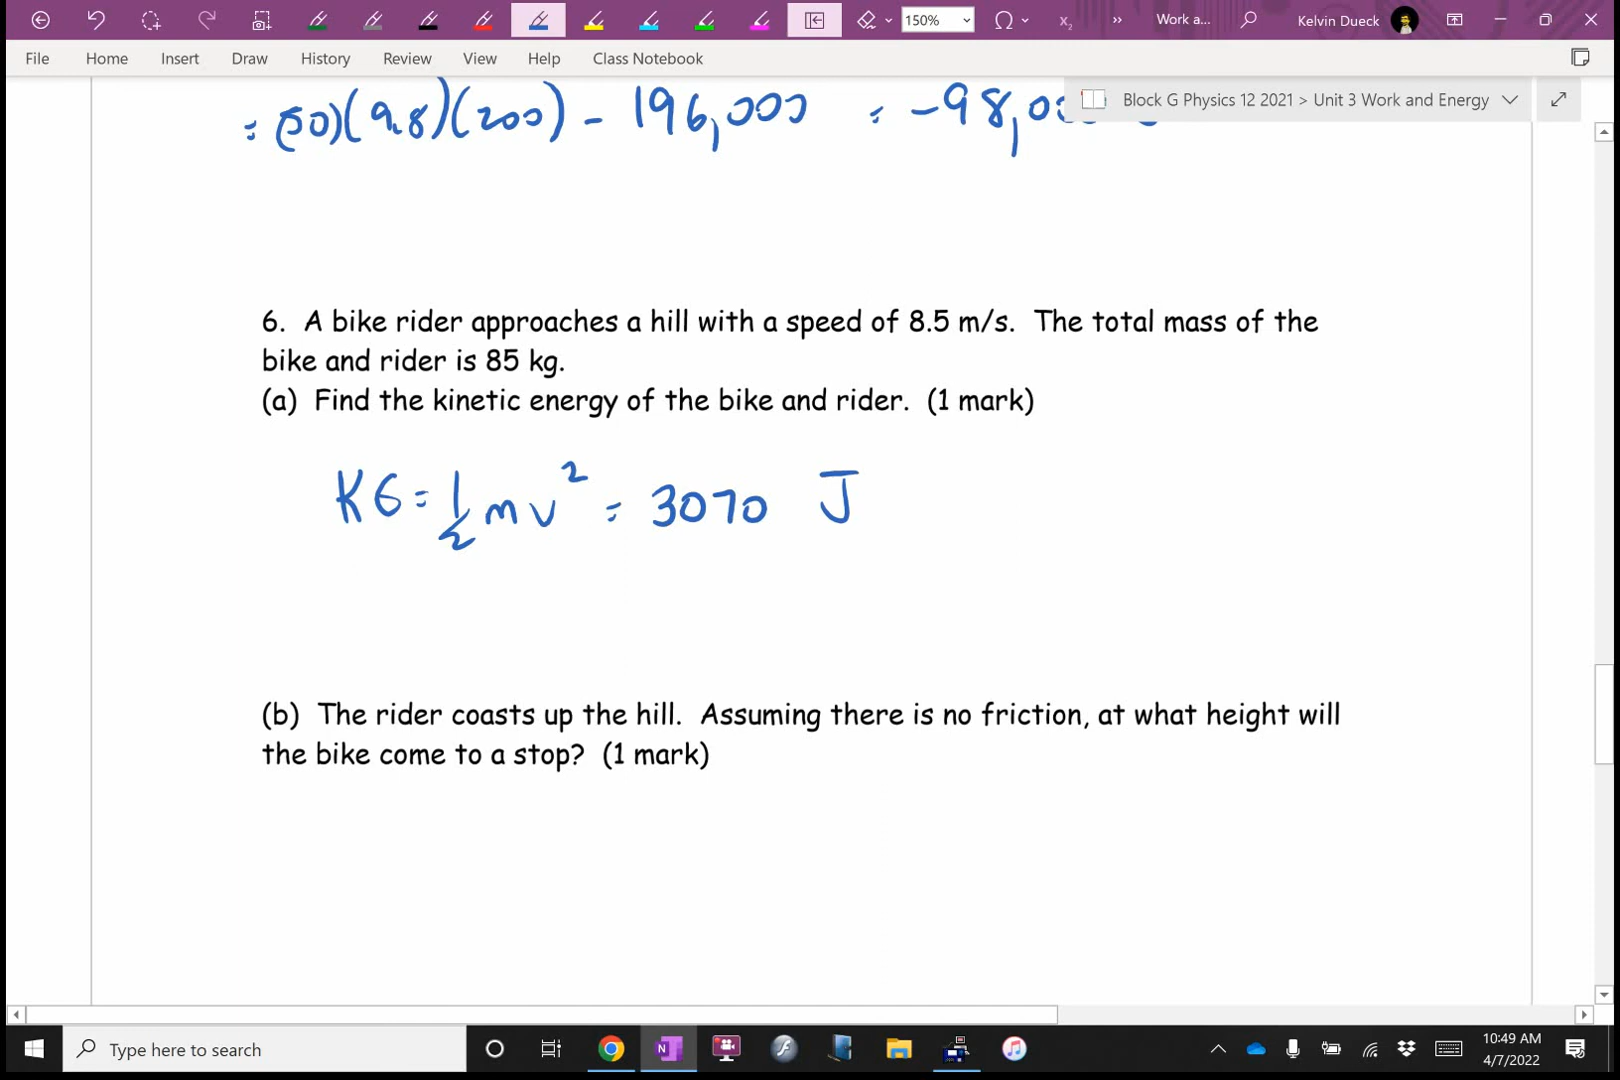 150%
Work a...
Kelvin Dueck
File Home Insert Draw History Review View Help Class Notebook
Block G Physics 12 2021 > Unit 3 Work and Energy
= (50)(9.8)(200) - 196,000 = -98,0
6. A bike rider approaches a hill with a speed of 8.5 m/s. The total mass of the
bike and rider is 85 kg.
(a) Find the kinetic energy of the bike and rider. (1 mark)
KE = 1/2 mv² = 3070 J
(b) The rider coasts up the hill. Assuming there is no friction, at what height will
the bike come to a stop? (1 mark)
Type here to search
10:49 AM
4/7/2022